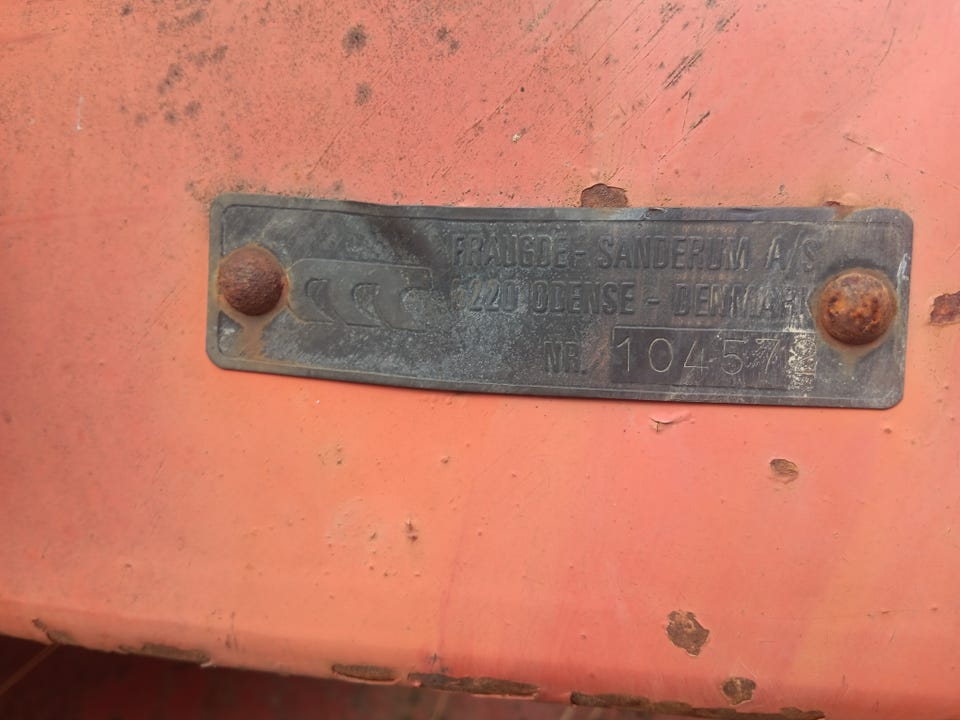 FRAUGDE - SANDERUM A/S
5220 ODENSE - DENMARK
NR. 10457